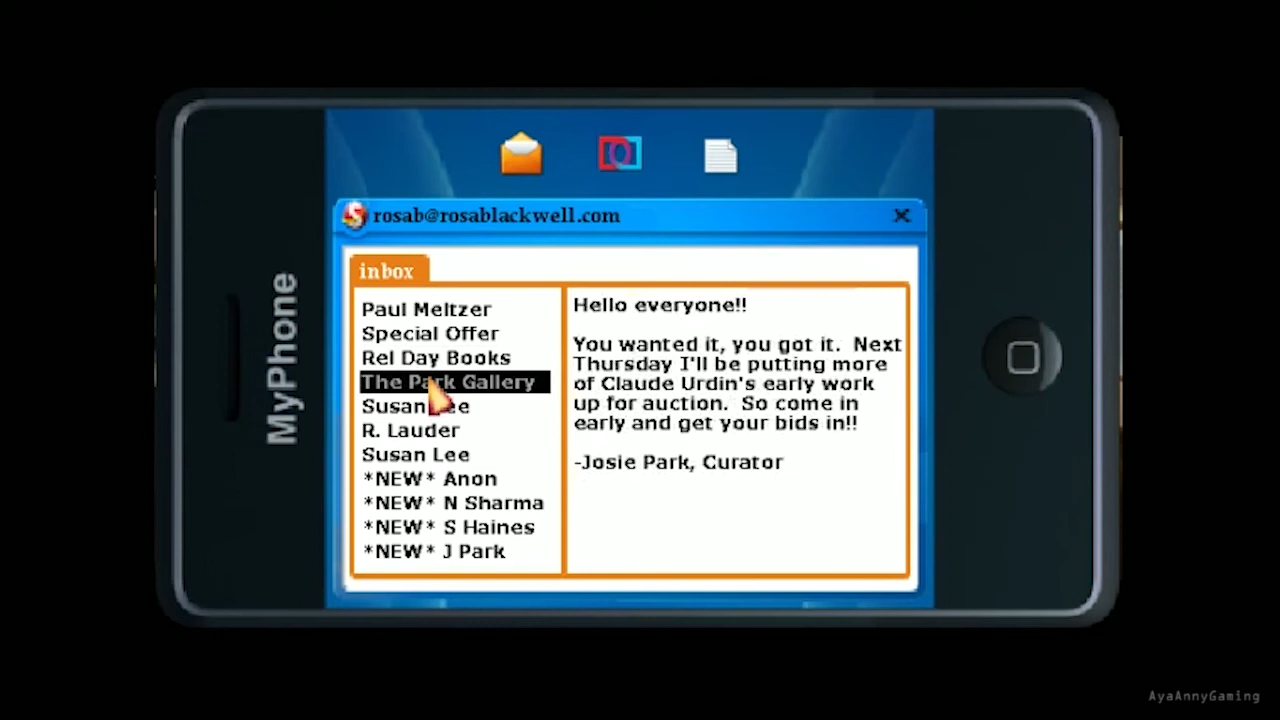 MyPhone
rosab@rosablackwell.com
inbox
Paul Meltzer
Special Offer
Rel Day Books
The Park Gallery
Susan Lee
R. Lauder
Susan Lee
*NEW* Anon
*NEW* N Sharma
*NEW* S Haines
*NEW* J Park
Hello everyone!!
You wanted it, you got it. Next
Thursday I'll be putting more
of Claude Urdin's early work
up for auction. So come in
early and get your bids in!!
-Josie Park, Curator
AyaAnnyGaming